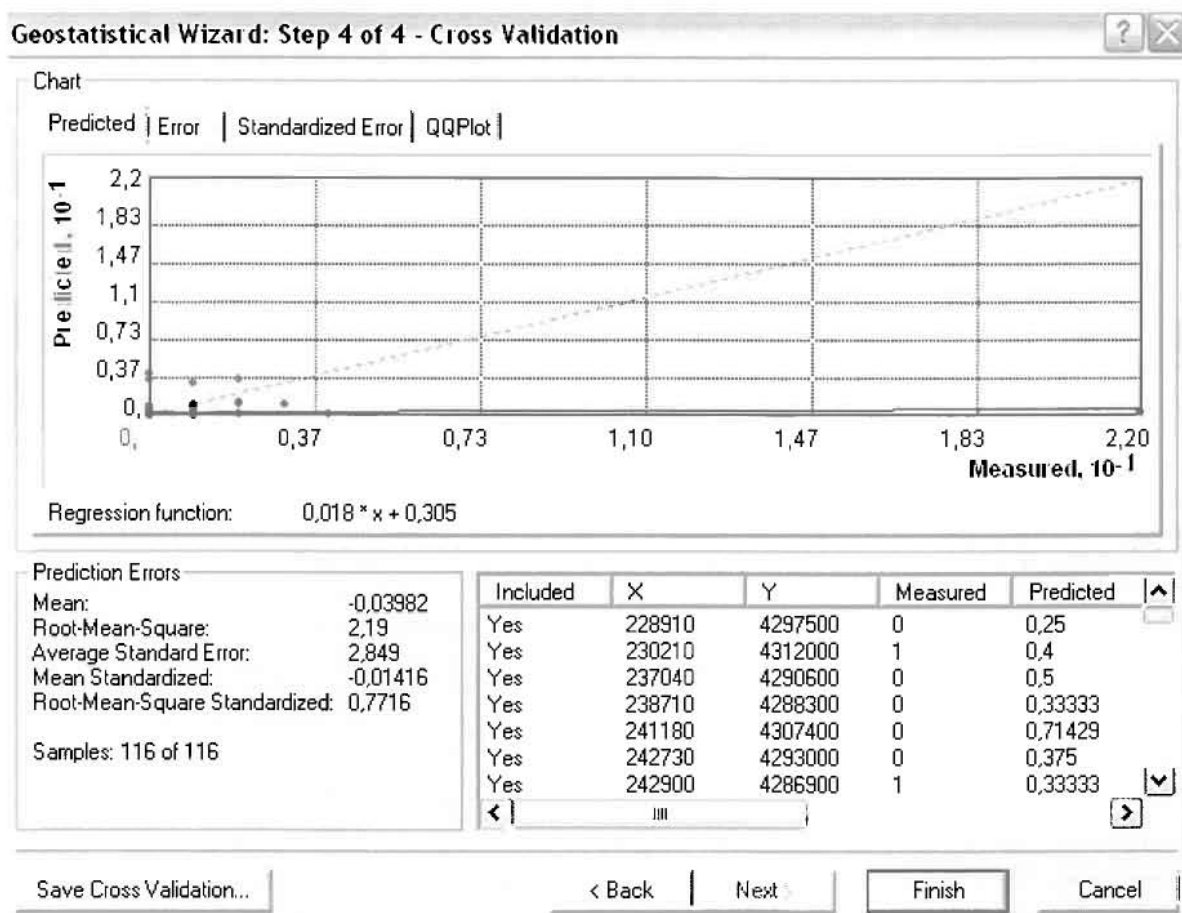 Geostatistical Wizard: Step 4 of 4 - Cross Validation
Chart
Predicted Error Standardized Error QQPlot
Predicted, 10-1
2,2
1,83
1,47
1,1
0,73
0,37
0,
0, 0,37 0,73 1,10 1,47 1,83 2,20
Measured, 10-1
Regression function: 0,018 * x + 0,305
Prediction Errors
Mean: -0,03982
Root-Mean-Square: 2,19
Average Standard Error: 2,849
Mean Standardized: -0,01416
Root-Mean-Square Standardized: 0,7716
Samples: 116 of 116
Included X Y Measured Predicted
Yes 228910 4297500 0 0,25
Yes 230210 4312000 1 0,4
Yes 237040 4290600 0 0,5
Yes 238710 4288300 0 0,33333
Yes 241180 4307400 0 0,71429
Yes 242730 4293000 0 0,375
Yes 242900 4286900 1 0,33333
Save Cross Validation... < Back Next > Finish Cancel